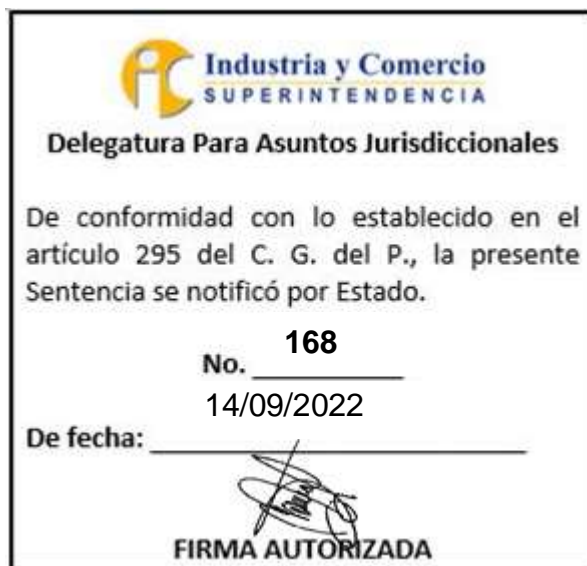 Industria y Comercio
SUPERINTENDENCIA
Delegatura Para Asuntos Jurisdiccionales
De conformidad con lo establecido en el
artículo 295 del C. G. del P., la presente
Sentencia se notificó por Estado.
168
No.
14/09/2022
De fecha:
FIRMA AUTORIZADA